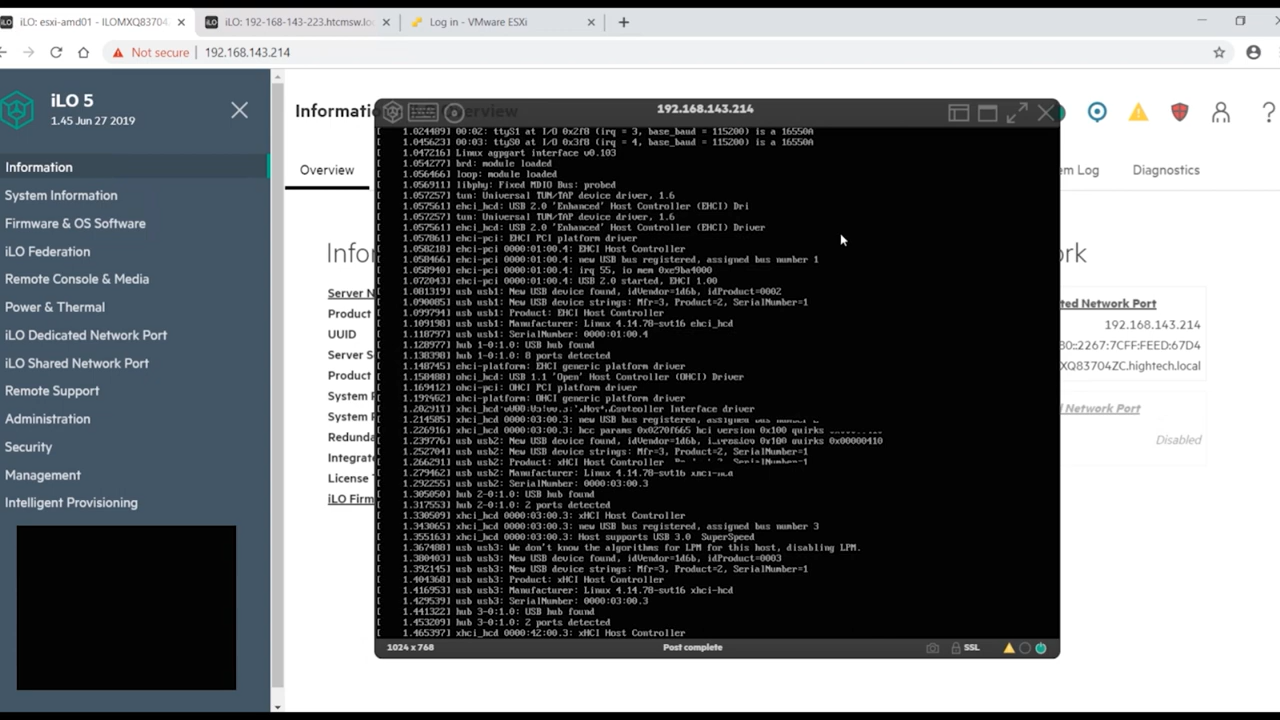 iLO: esxi-amd01 - ILOMXQ83704
iLO: 192-168-143-223.htcmsw.lo
Log in - VMware ESXi
Not secure
192.168.143.214
iLO 5
1.45 Jun 27 2019
Information
System Information
Firmware & OS Software
iLO Federation
Remote Console & Media
Power & Thermal
iLO Dedicated Network Port
iLO Shared Network Port
Remote Support
Administration
Security
Management
Intelligent Provisioning
Overview
em Log
Diagnostics
Infor
rk
Server N
Product
UUID
Server S
Product
System R
System
Redunda
Integrate
License
iLO Firm
ted Network Port
192.168.143.214
80::2267:7CFF:FEED:67D4
XQ83704ZC.hightech.local
d Network Port
Disabled
192.168.143.214
[ 1.024489] 00:02: ttyS1 at I/O 0x2f8 (irq = 3, base_baud = 115200) is a 16550A
[ 1.045623] 00:03: ttyS0 at I/O 0x3f8 (irq = 4, base_baud = 115200) is a 16550A
[ 1.047216] Linux agpgart interface v0.103
[ 1.054277] brd: module loaded
[ 1.056466] loop: module loaded
[ 1.056911] libphy: Fixed MDIO Bus: probed
[ 1.057257] tun: Universal TUN/TAP device driver, 1.6
[ 1.057561] ehci_hcd: USB 2.0 'Enhanced' Host Controller (EHCI) Dri
[ 1.057257] tun: Universal TUN/TAP device driver, 1.6
[ 1.057561] ehci_hcd: USB 2.0 'Enhanced' Host Controller (EHCI) Driver
[ 1.057861] ehci-pci: EHCI PCI platform driver
[ 1.058218] ehci-pci 0000:01:00.4: EHCI Host Controller
[ 1.058466] ehci-pci 0000:01:00.4: new USB bus registered, assigned bus number 1
[ 1.058940] ehci-pci 0000:01:00.4: irq 55, io mem 0xe9ba4000
[ 1.072043] ehci-pci 0000:01:00.4: USB 2.0 started, EHCI 1.00
[ 1.081319] usb usb1: New USB device found, idVendor=1d6b, idProduct=0002
[ 1.090085] usb usb1: New USB device strings: Mfr=3, Product=2, SerialNumber=1
[ 1.099794] usb usb1: Product: EHCI Host Controller
[ 1.109198] usb usb1: Manufacturer: Linux 4.14.78-svt16 ehci_hcd
[ 1.118797] usb usb1: SerialNumber: 0000:01:00.4
[ 1.128977] hub 1-0:1.0: USB hub found
[ 1.138398] hub 1-0:1.0: 8 ports detected
[ 1.148745] ehci-platform: EHCI generic platform driver
[ 1.158488] ohci_hcd: USB 1.1 'Open' Host Controller (OHCI) Driver
[ 1.169412] ohci-pci: OHCI PCI platform driver
ohci-platform: OHCI generic platform driver
Controller Interface driver
[ 1.214585] xhci_hcd 0000:03:00.3: new USB bus registered, assigned bus number
[ 1.226916] xhci_hcd 0000:03:00.3: hcc params 0x0270f665 hci version 0x100 quirks
[ 1.239776] usb usb2: New USB device found, idVendor=1d6b, 0x100 quirks 0x00000410
[ 1.252704] usb usb2: New USB device strings: Mfr=3, Product=2, SerialNumber=1
[ 1.266291] usb usb2: Product: xHCI Host Controller
[ 1.279462] usb usb2: Manufacturer: Linux 4.14.78-svt16
[ 1.292255] usb usb2: SerialNumber: 0000:03:00.3
[ 1.305050] hub 2-0:1.0: USB hub found
[ 1.317553] hub 2-0:1.0: 2 ports detected
[ 1.330509] xhci_hcd 0000:03:00.3: xHCI Host Controller
[ 1.343065] xhci_hcd 0000:03:00.3: new USB bus registered, assigned bus number 3
[ 1.355163] xhci_hcd 0000:03:00.3: Host supports USB 3.0 SuperSpeed
[ 1.367488] usb usb3: We don't know the algorithms for LPM for this host, disabling LPM.
[ 1.380403] usb usb3: New USB device found, idVendor=1d6b, idProduct=0003
[ 1.392145] usb usb3: New USB device strings: Mfr=3, Product=2, SerialNumber=1
[ 1.404368] usb usb3: Product: xHCI Host Controller
[ 1.416953] usb usb3: Manufacturer: Linux 4.14.78-svt16 xhci-hcd
[ 1.429539] usb usb3: SerialNumber: 0000:03:00.3
[ 1.441322] hub 3-0:1.0: USB hub found
[ 1.453209] hub 3-0:1.0: 2 ports detected
[ 1.465397] xhci_hcd 0000:42:00.3: xHCI Host Controller
1024 x 768
Post complete
SSL